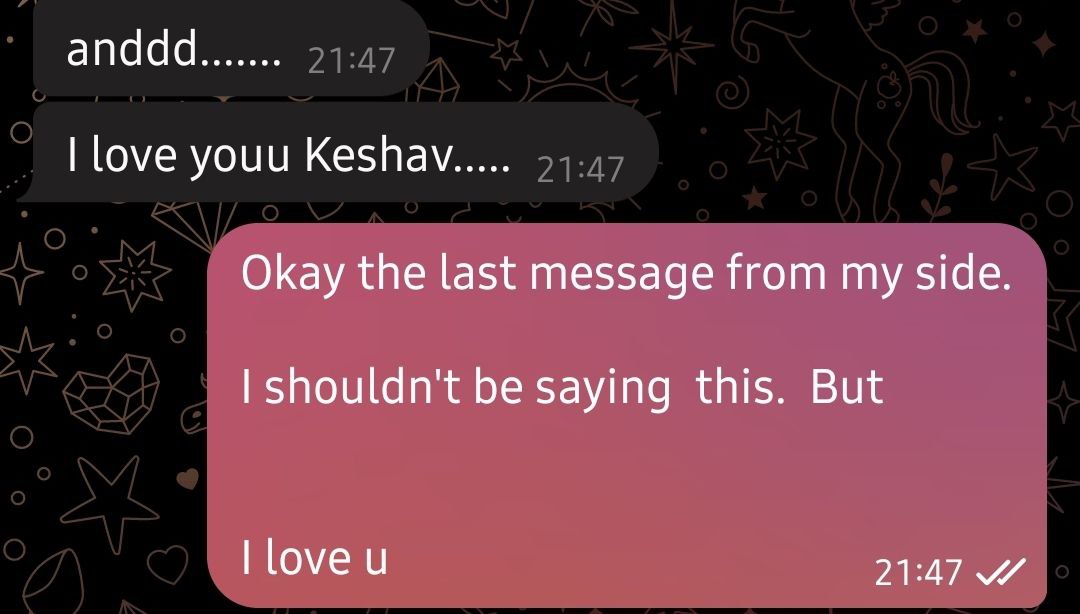 anddd....... 21:47
I love youu Keshav..... 21:47
Okay the last message from my side.
I shouldn't be saying  this.  But
I love u
21:47